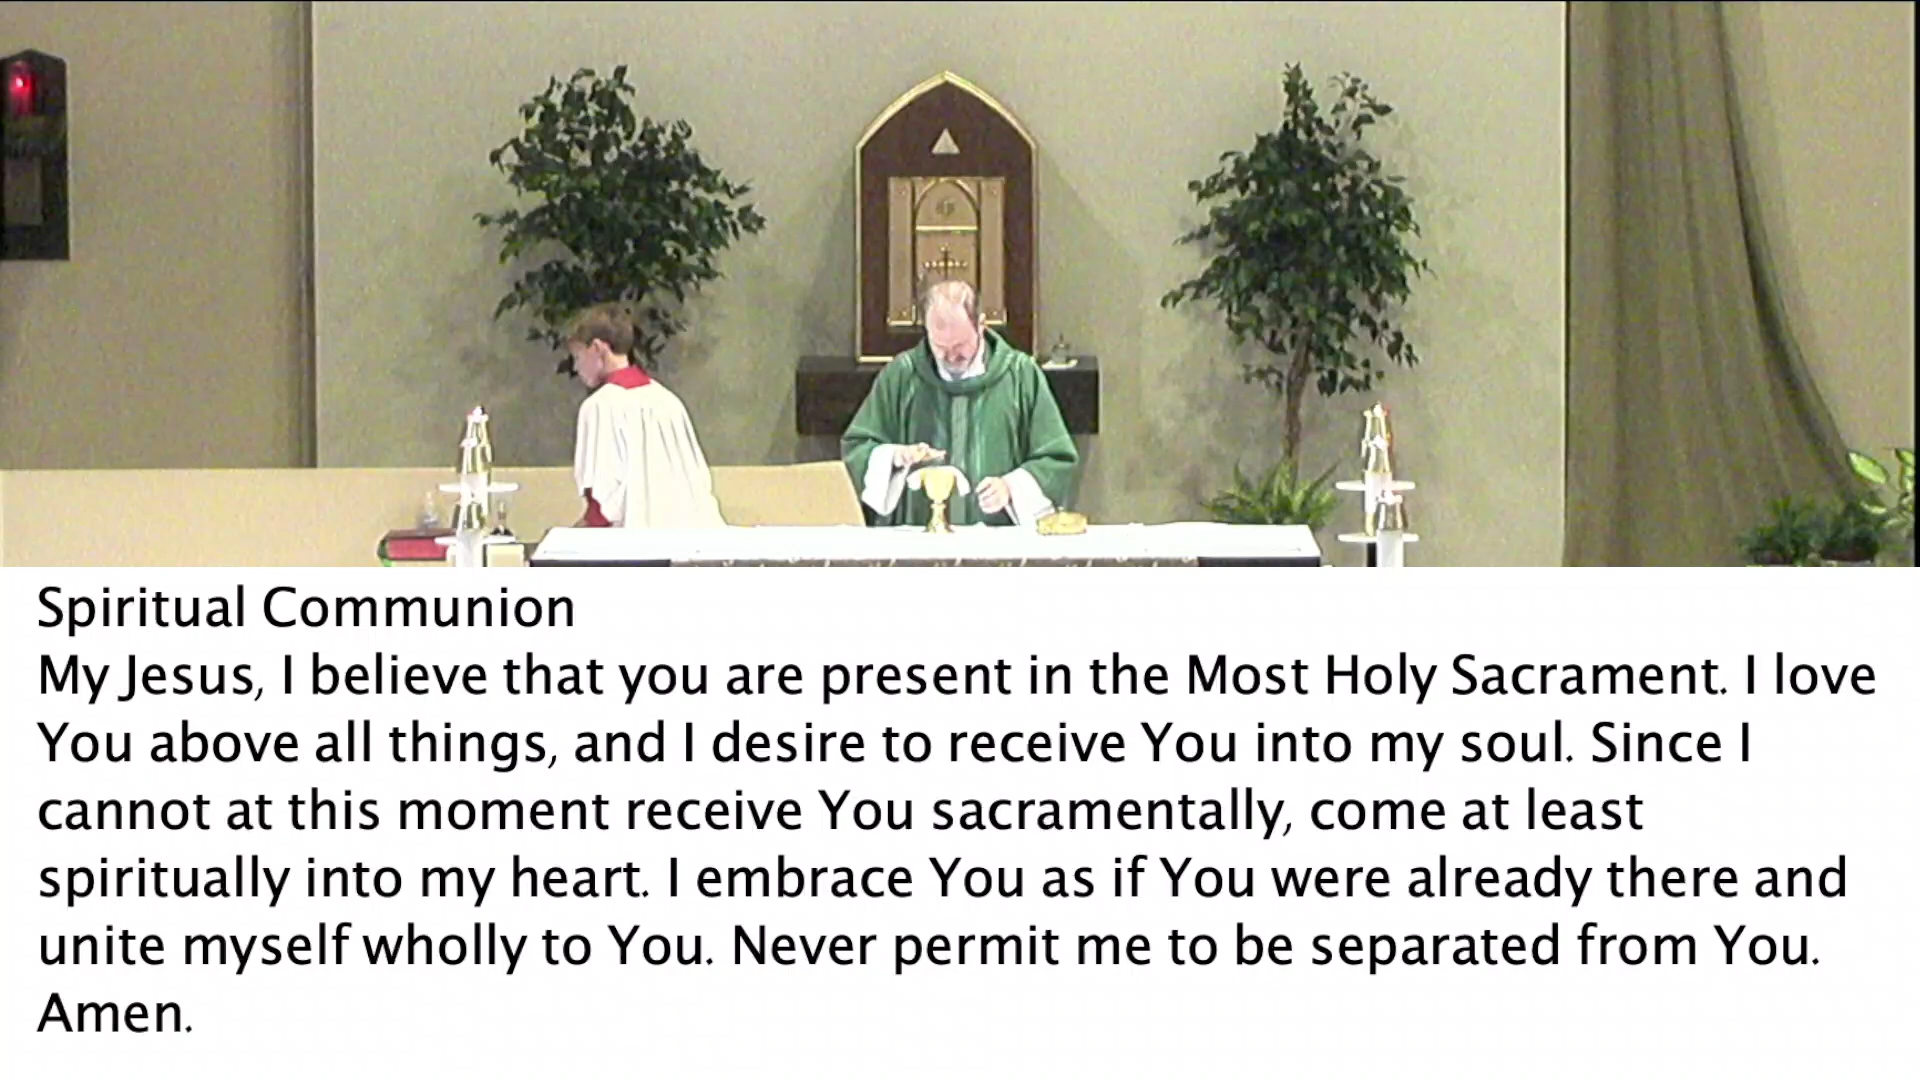 Spiritual Communion
My Jesus, I believe that you are present in the Most Holy Sacrament. I love
You above all things, and I desire to receive You into my soul. Since I
cannot at this moment receive You sacramentally, come at least
spiritually into my heart. I embrace You as if You were already there and
unite myself wholly to You. Never permit me to be separated from You.
Amen.